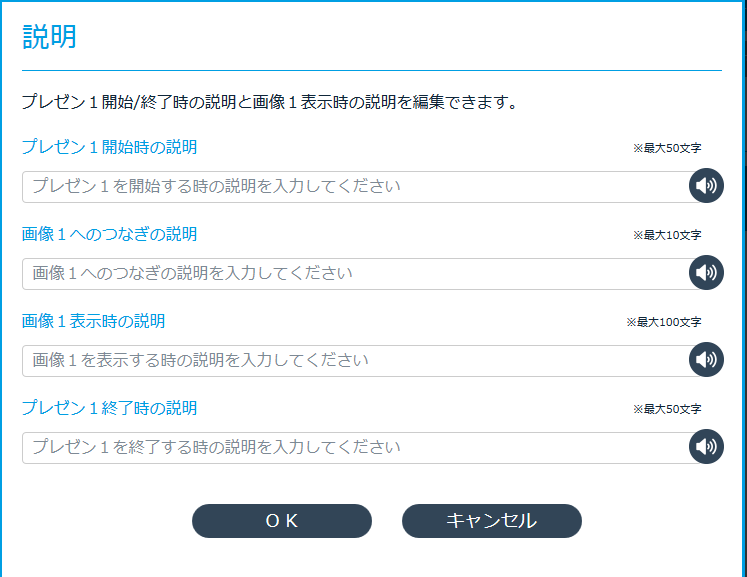 説明
プレゼン１開始/終了時の説明と画像１表示時の説明を編集できます。
プレゼン１開始時の説明 ※最大50文字
プレゼン１を開始する時の説明を入力してください
画像１へのつなぎの説明 ※最大10文字
画像１へのつなぎの説明を入力してください
画像１表示時の説明 ※最大100文字
画像１を表示する時の説明を入力してください
プレゼン１終了時の説明 ※最大50文字
プレゼン１を終了する時の説明を入力してください
ＯＫ キャンセル